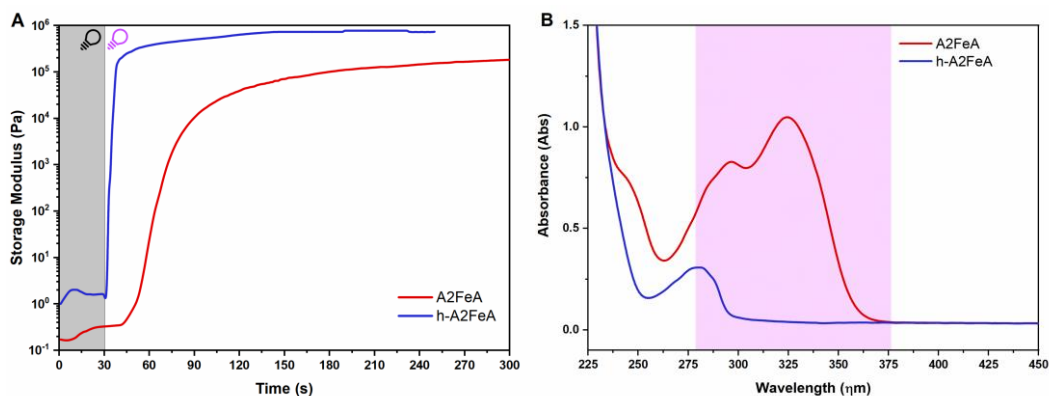 A
Storage Modulus (Pa)
10^6
10^5
10^4
10^3
10^2
10^1
10^0
10^-1
0 30 60 90 120 150 180 210 240 270 300
Time (s)
A2FeA
h-A2FeA
B
Absorbance (Abs)
1.5
1.0
0.5
0.0
225 250 275 300 325 350 375 400 425 450
Wavelength (ηm)
A2FeA
h-A2FeA